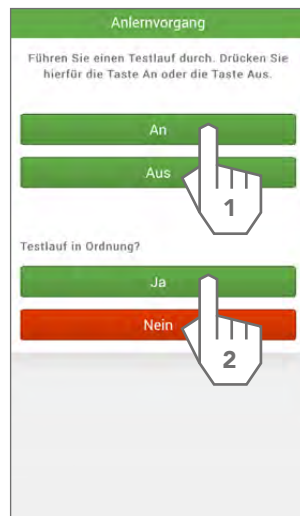 Anlernvorgang
Führen Sie einen Testlauf durch. Drücken Sie
hierfür die Taste An oder die Taste Aus.
An
Aus
1
Testlauf in Ordnung?
Ja
Nein
2